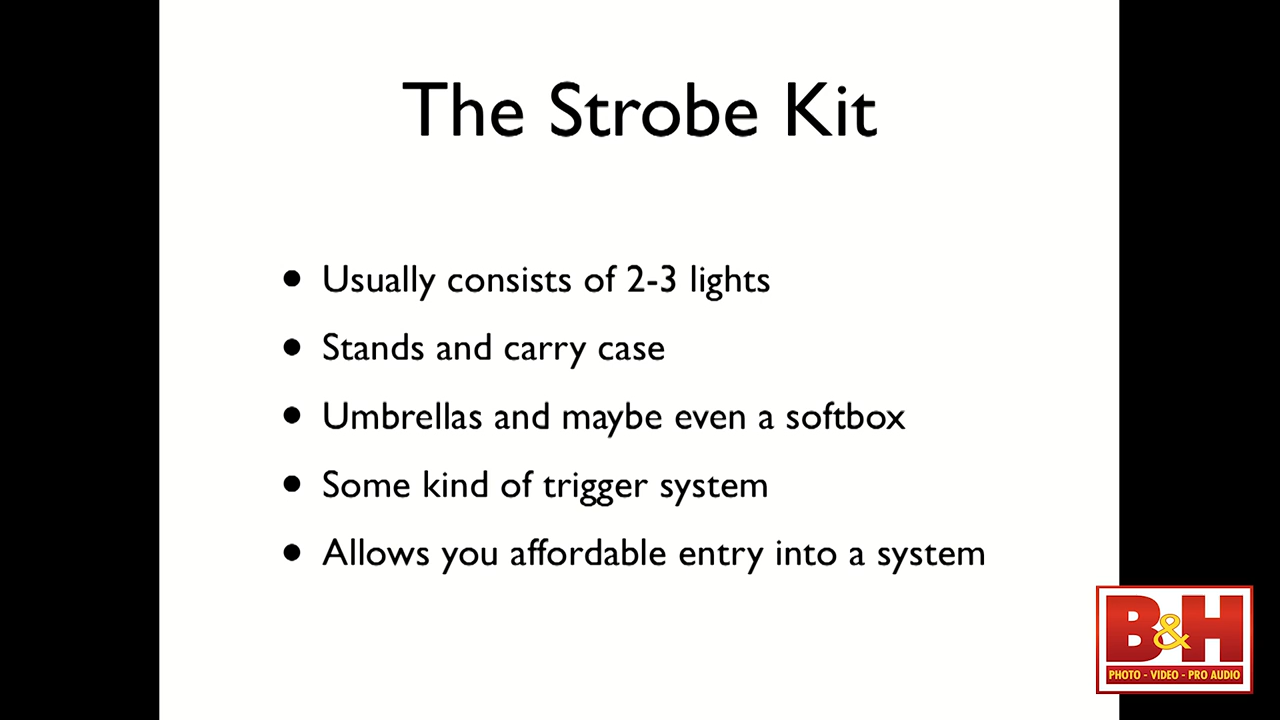 The Strobe Kit
• Usually consists of 2-3 lights
• Stands and carry case
• Umbrellas and maybe even a softbox
• Some kind of trigger system
• Allows you affordable entry into a system
B&H
PHOTO - VIDEO - PRO AUDIO